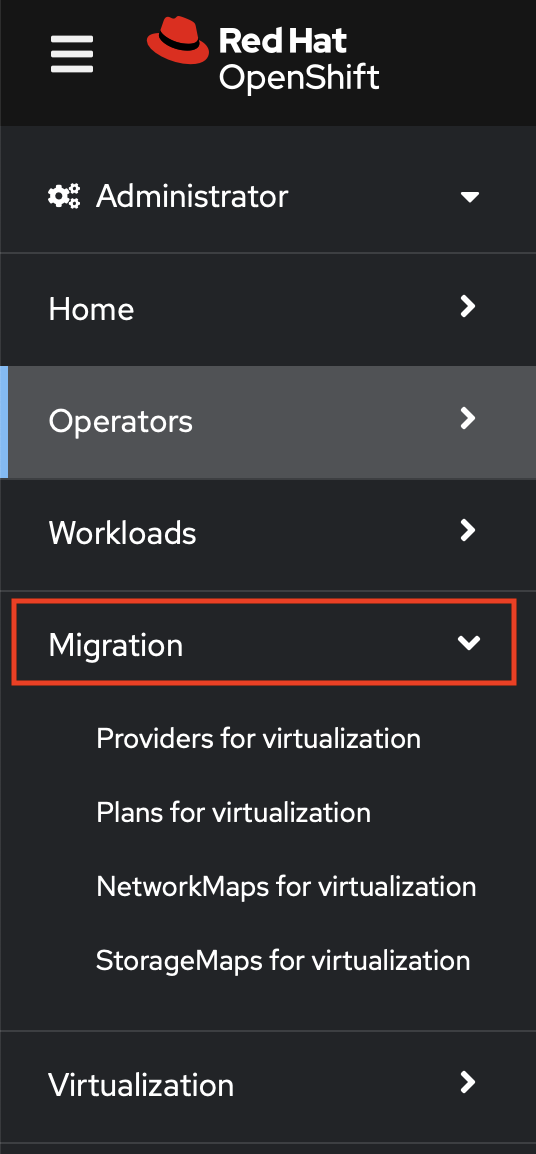 Red Hat
OpenShift
Administrator
Home
Operators
Workloads
Migration
Providers for virtualization
Plans for virtualization
NetworkMaps for virtualization
StorageMaps for virtualization
Virtualization